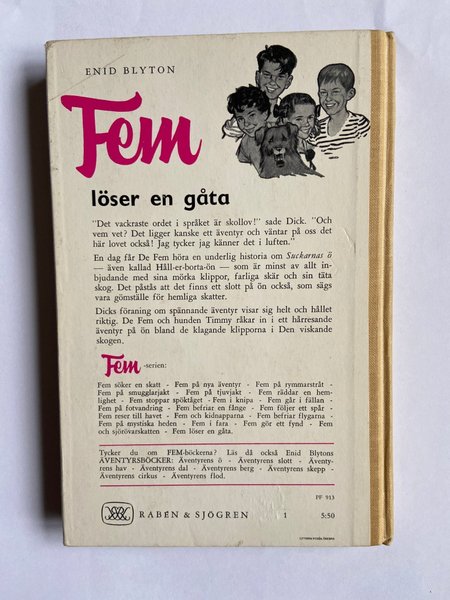 ENID BLYTON
Fem
löser en gåta
"Det vackraste ordet i språket är skollov!" sade Dick. "Och
vem vet? Det ligger kanske ett äventyr och väntar på oss det
här lovet också! Jag tycker jag känner det i luften."
En dag får De Fem höra en underlig historia om Suckarnas ö
— även kallad Håll-er-borta-ön — som är minst av allt in-
bjudande med sina mörka klippor, farliga skär och sin täta
skog. Det påstås att det finns ett slott på ön också, som sägs
vara gömställe för hemliga skatter.
Dicks föraning om spännande äventyr visar sig helt och hållet
riktig. De Fem och hunden Timmy råkar in i ett hårresande
äventyr på ön bland de klagande klipporna i Den viskande
skogen.
Fem -serien:
Fem söker en skatt - Fem på nya äventyr - Fem på rymmarstråt -
Fem på smugglarjakt - Fem på tjuvjakt - Fem räddar en hem-
lighet - Fem stoppar spöktåget - Fem i knipa - Fem går i fällan -
Fem på fotvandring - Fem befriar en fånge - Fem följer ett spår -
Fem reser till havet - Fem och kidnapparna - Fem befriar flygarna -
Fem på mystiska heden - Fem i fara - Fem gör ett fynd - Fem
och sjörövarskatten - Fem löser en gåta.
Tycker du om FEM-böckerna? Läs då också Enid Blytons
ÄVENTYRSBÖCKER: Äventyrens ö - Äventyrens slott - Äventy-
rens hav - Äventyrens dal - Äventyrens berg - Äventyrens skepp -
Äventyrens cirkus - Äventyrens flod.
PF 913
RABÉN & SJÖGREN 1 5:50